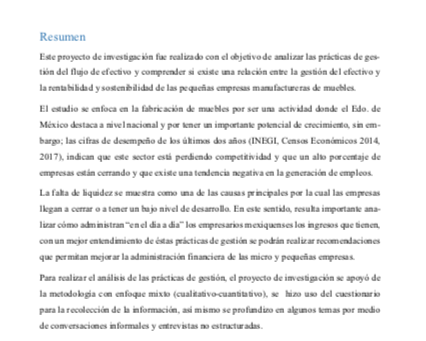 Resumen
Este proyecto de investigación fue realizado con el objetivo de analizar las prácticas de ges-
tión del flujo de efectivo y comprender si existe una relación entre la gestión del efectivo y
la rentabilidad y sostenibilidad de las pequeñas empresas manufactureras de muebles.
El estudio se enfoca en la fabricación de muebles por ser una actividad donde el Edo. de
México destaca a nivel nacional y por tener un importante potencial de crecimiento, sin em-
bargo; las cifras de desempeño de los últimos dos años (INEGI, Censos Económicos 2014,
2017), indican que este sector está perdiendo competitividad y que un alto porcentaje de
empresas están cerrando y que existe una tendencia negativa en la generación de empleos.
La falta de liquidez se muestra como una de las causas principales por la cual las empresas
llegan a cerrar o a tener un bajo nivel de desarrollo. En este sentido, resulta importante ana-
lizar cómo administran "en el día a día" los empresarios mexiquenses los ingresos que tienen,
con un mejor entendimiento de éstas prácticas de gestión se podrán realizar recomendaciones
que permitan mejorar la administración financiera de las micro y pequeñas empresas.
Para realizar el análisis de las prácticas de gestión, el proyecto de investigación se apoyó de
la metodología con enfoque mixto (cualitativo-cuantitativo), se hizo uso del cuestionario
para la recolección de la información, así mismo se profundizo en algunos temas por medio
de conversaciones informales y entrevistas no estructuradas.